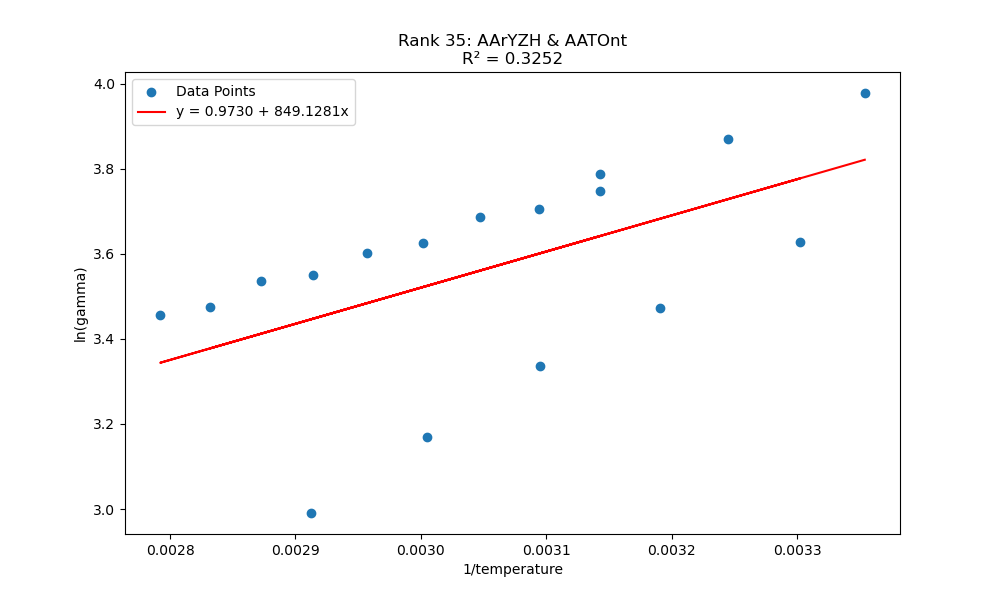 Rank 35: AArYZH & AATOnt
R² = 0.3252
Data Points
y = 0.9730 + 849.1281x
ln(gamma)
4.0
3.8
3.6
3.4
3.2
3.0
0.0028 0.0029 0.0030 0.0031 0.0032 0.0033
1/temperature